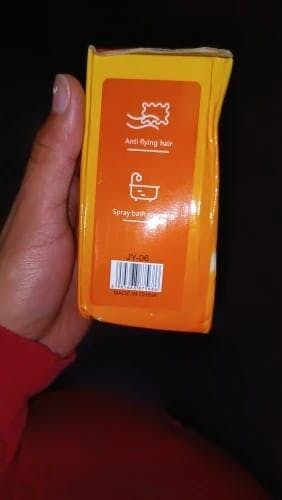 Anti flying hair
Spray bath
JY-06
MADE IN CHINA